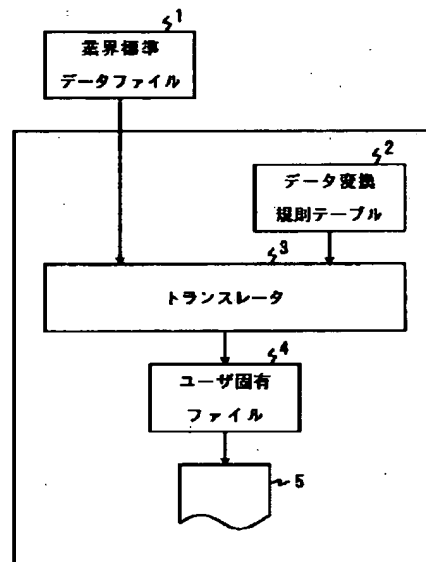 1
業界標準
データファイル
2
データ変換
規則テーブル
3
トランスレータ
4
ユーザ固有
ファイル
5